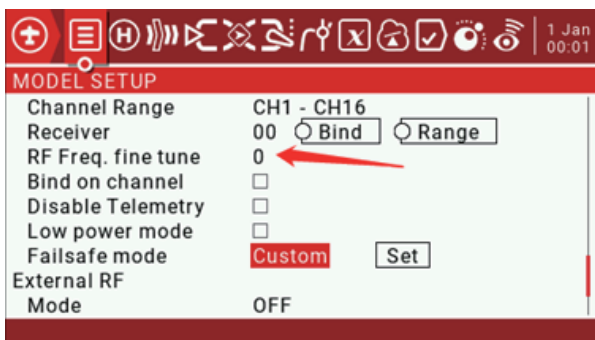 1 Jan
00:01
MODEL SETUP
Channel Range CH1 - CH16
Receiver 00 Bind Range
RF Freq. fine tune 0
Bind on channel
Disable Telemetry
Low power mode
Failsafe mode Custom Set
External RF
Mode OFF